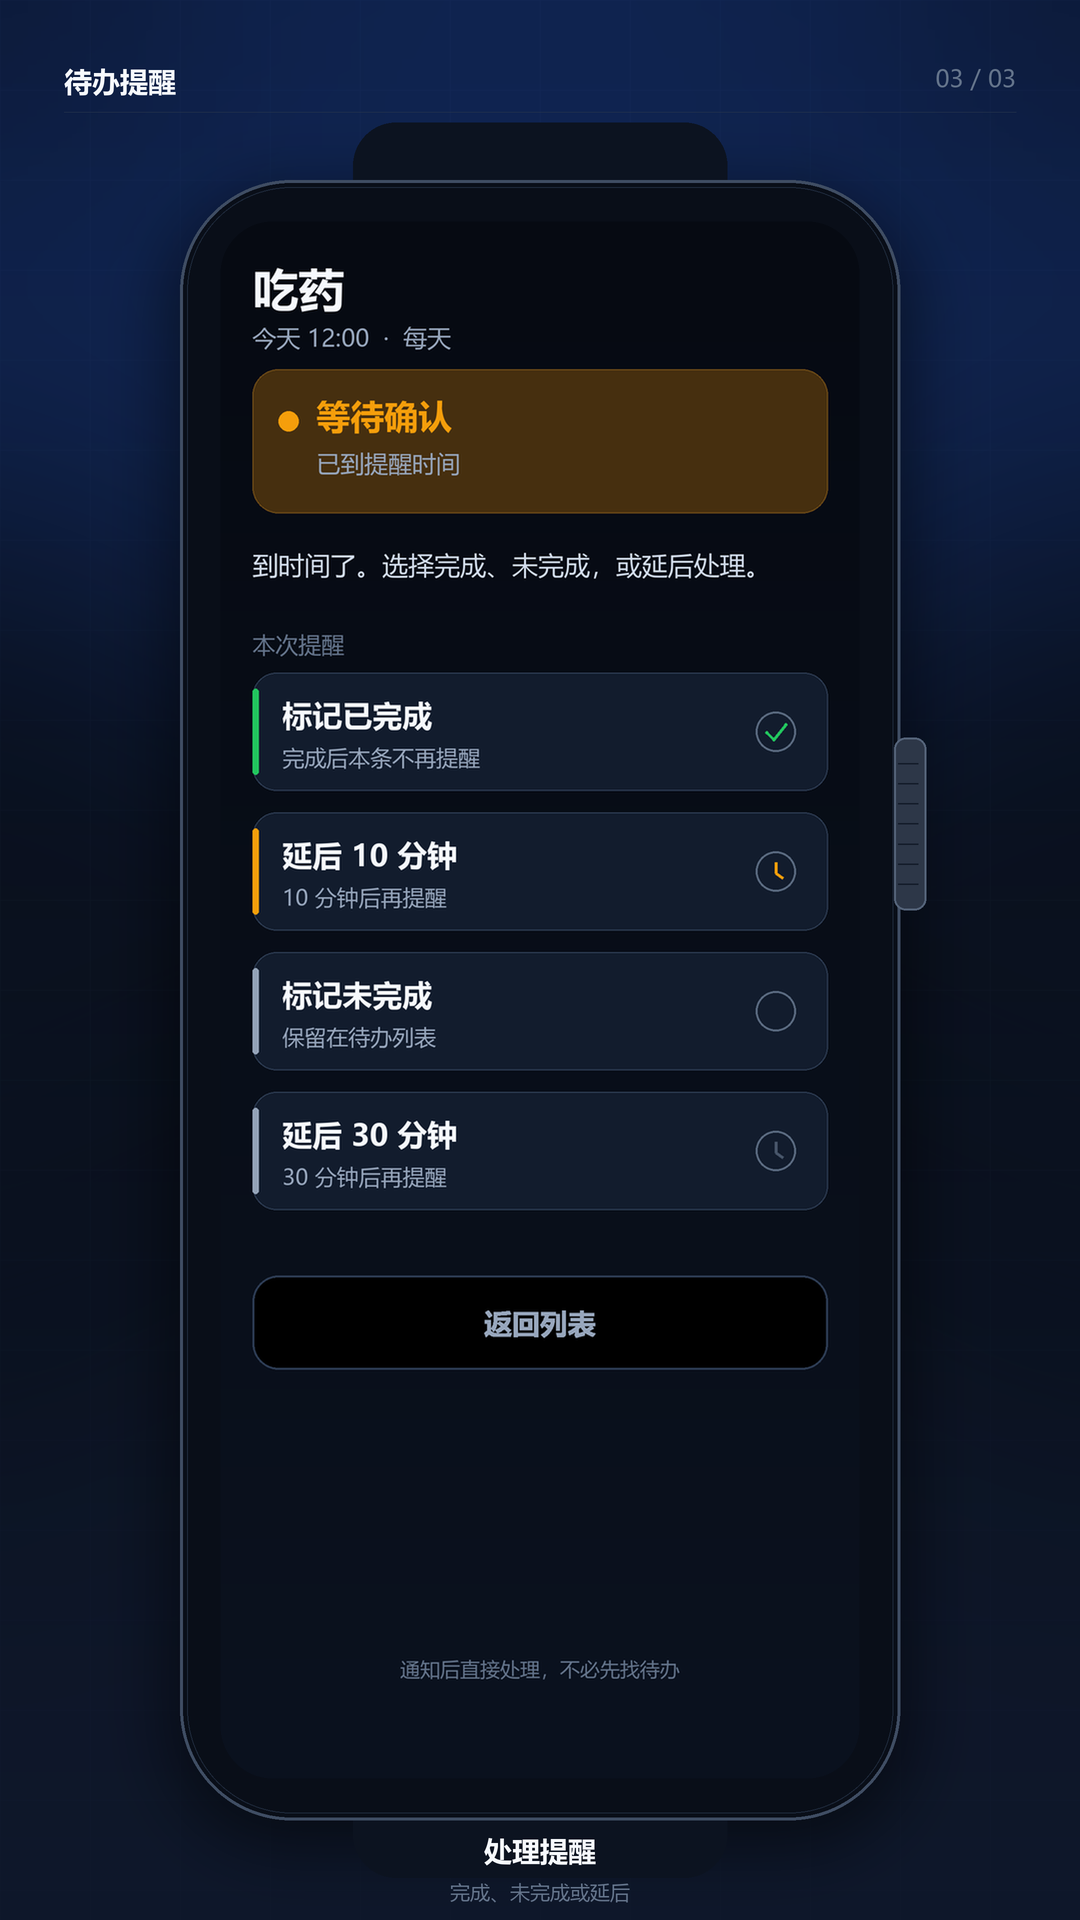 待办提醒
03 / 03
吃药
今天 12:00 · 每天
等待确认
已到提醒时间
到时间了。选择完成、未完成，或延后处理。
本次提醒
标记已完成
完成后本条不再提醒
延后 10 分钟
10 分钟后再提醒
标记未完成
保留在待办列表
延后 30 分钟
30 分钟后再提醒
返回列表
通知后直接处理，不必先找待办
处理提醒
完成、未完成或延后